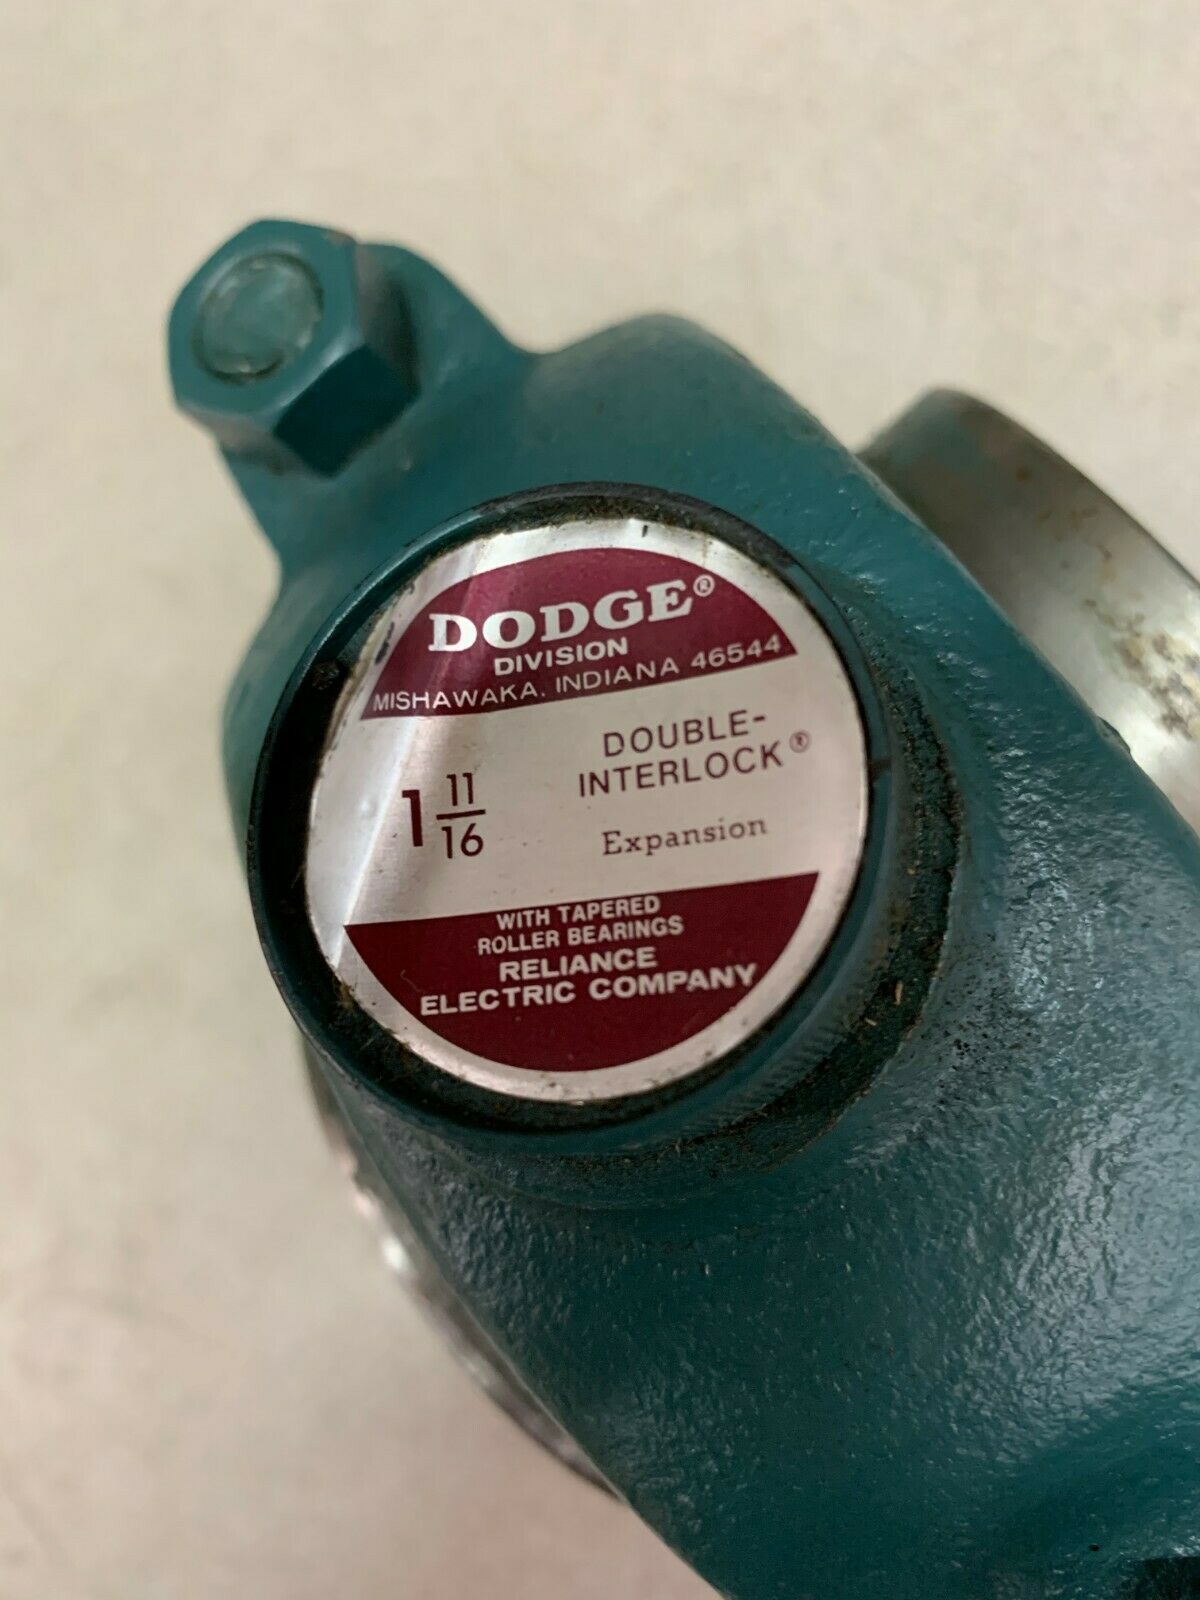 DODGE®
DIVISION
MISHAWAKA, INDIANA 46544
1 11/16
DOUBLE-
INTERLOCK®
Expansion
WITH TAPERED
ROLLER BEARINGS
RELIANCE
ELECTRIC COMPANY